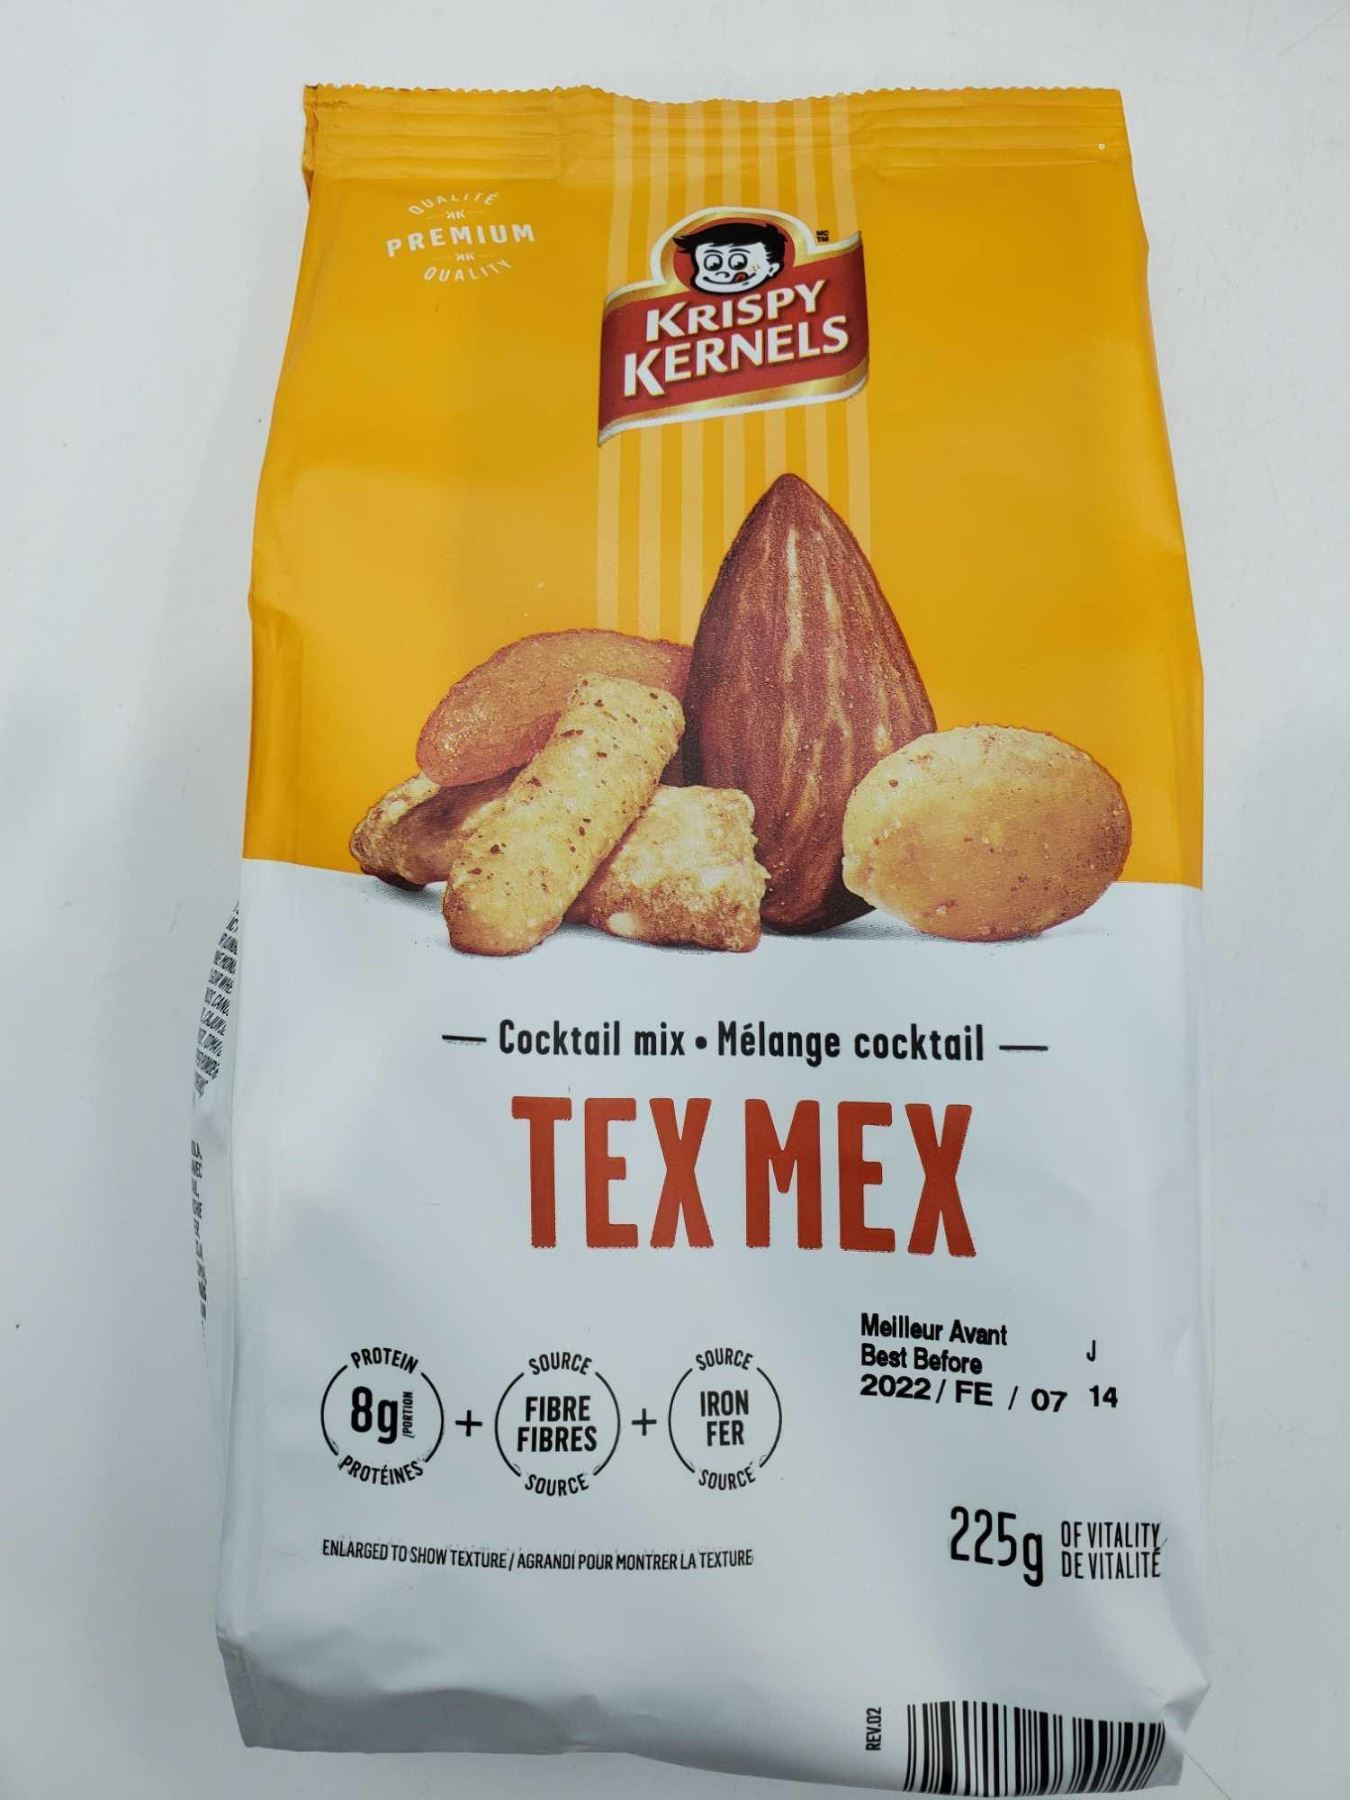 QUALITÉ
KK
PREMIUM
KK
QUALITY
MC
TM
KRISPY
KERNELS
Cocktail mix • Mélange cocktail
TEX MEX
Meilleur Avant
Best Before J
2022 / FE / 07 14
PROTEIN
8g /PORTION
PROTÉINES
+
SOURCE
FIBRE
FIBRES
SOURCE
+
SOURCE
IRON
FER
SOURCE
225g OF VITALITY
DE VITALITÉ
ENLARGED TO SHOW TEXTURE / AGRANDI POUR MONTRER LA TEXTURE
REV.02